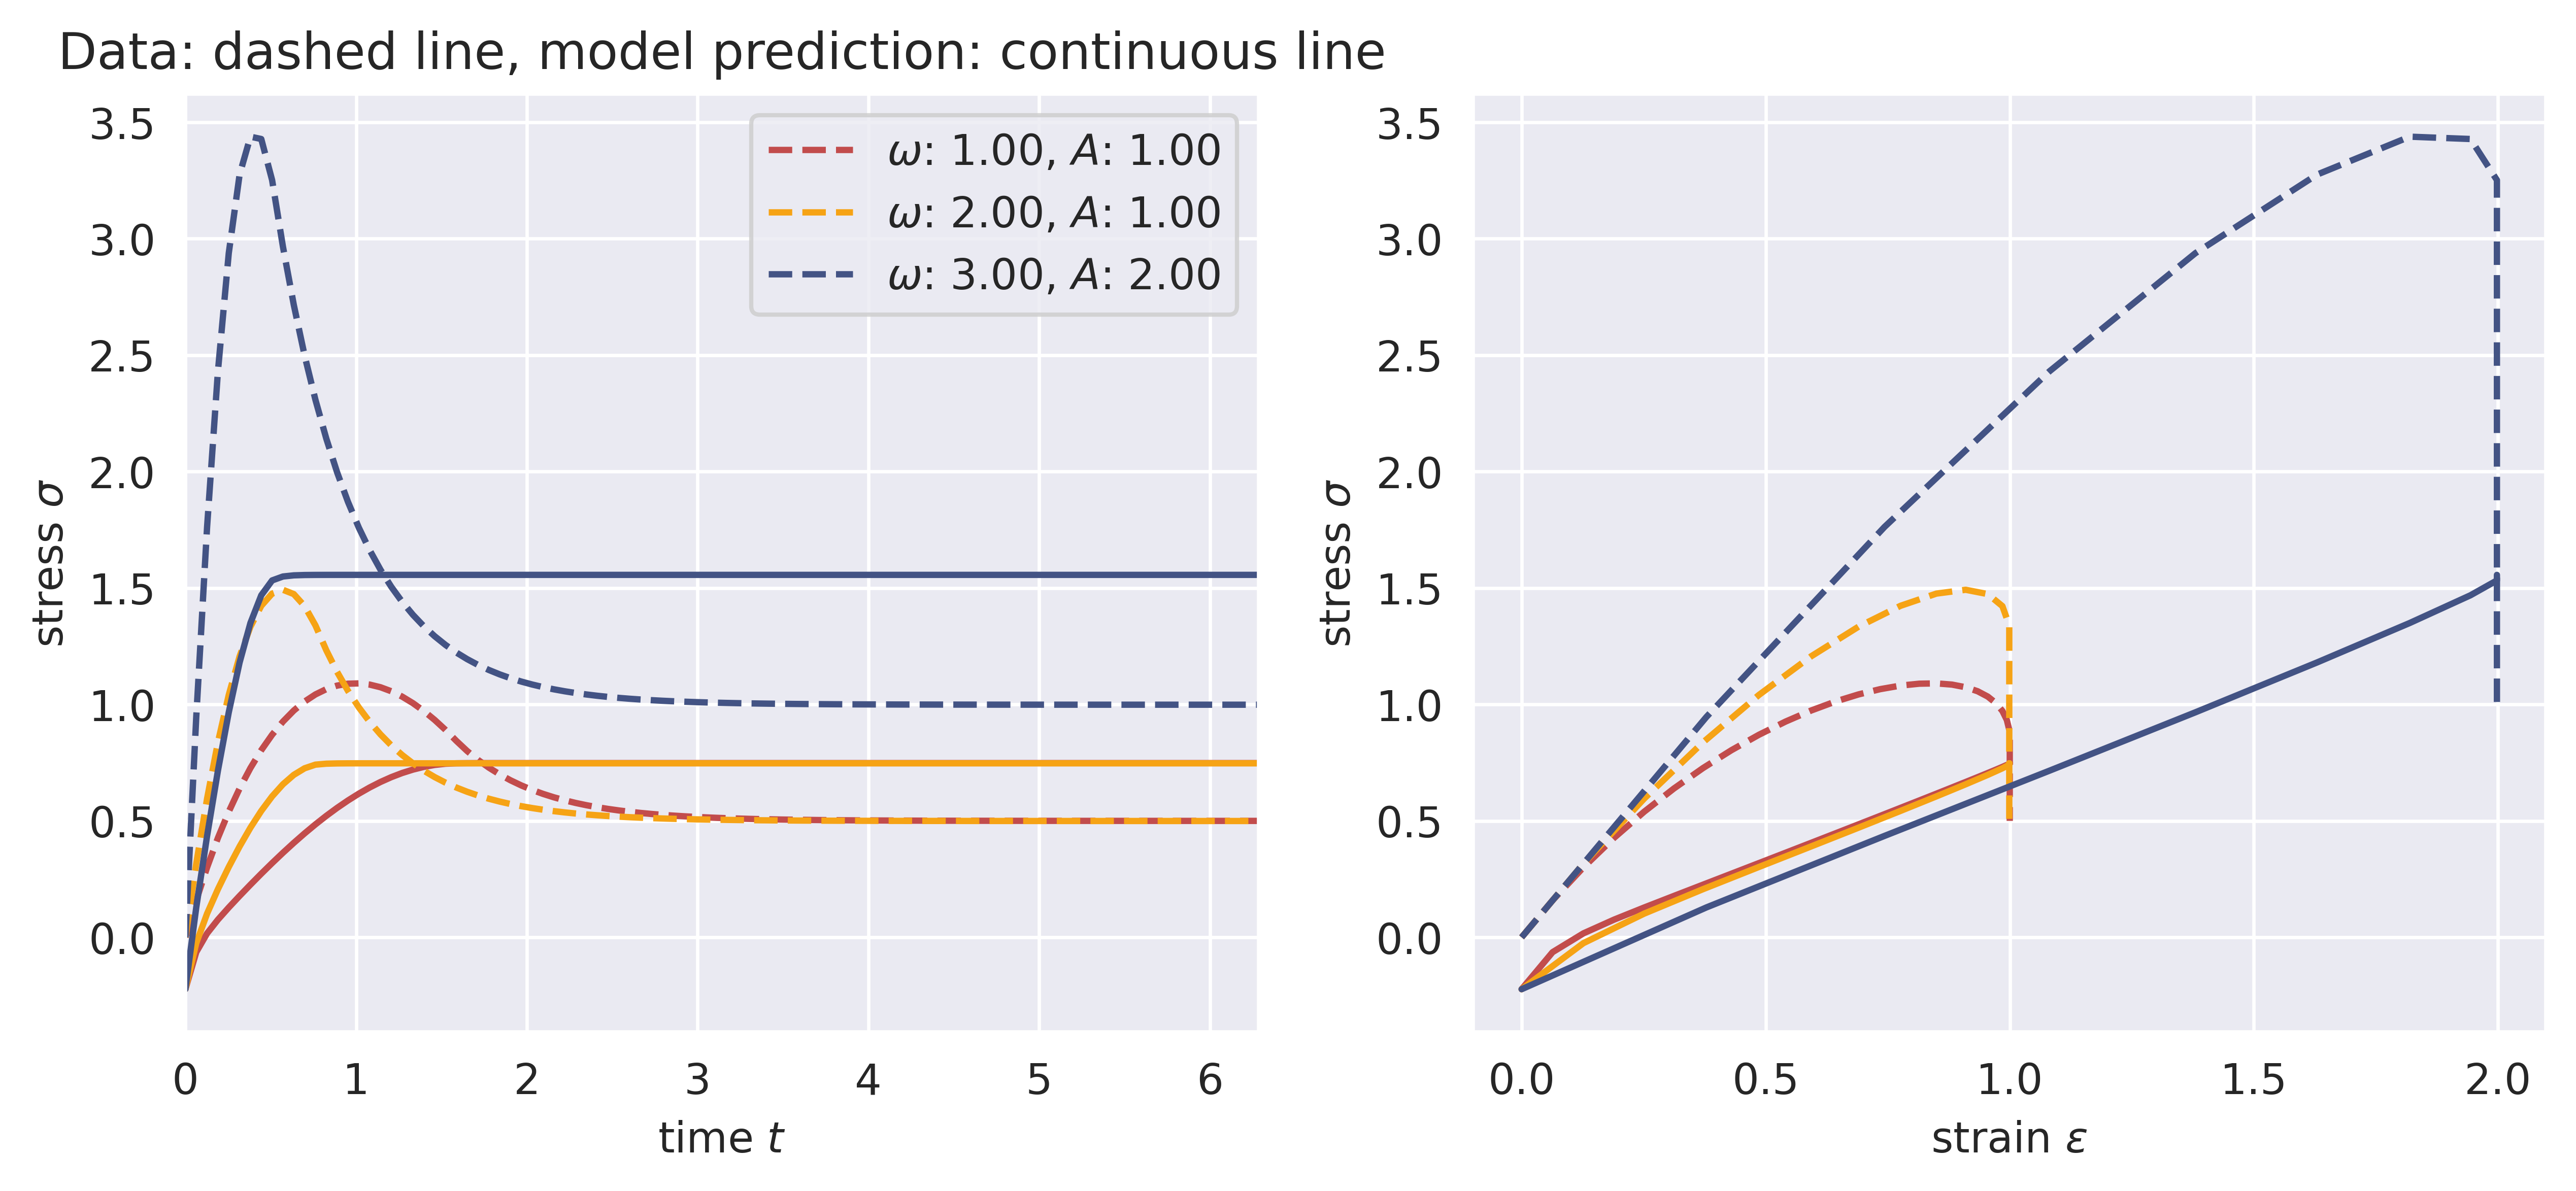 Data: dashed line, model prediction: continuous line
3.5
3.0
2.5
2.0
1.5
1.0
0.5
0.0
stress σ
0 1 2 3 4 5 6
time t
ω: 1.00, A: 1.00
ω: 2.00, A: 1.00
ω: 3.00, A: 2.00
3.5
3.0
2.5
2.0
1.5
1.0
0.5
0.0
stress σ
0.0 0.5 1.0 1.5 2.0
strain ε